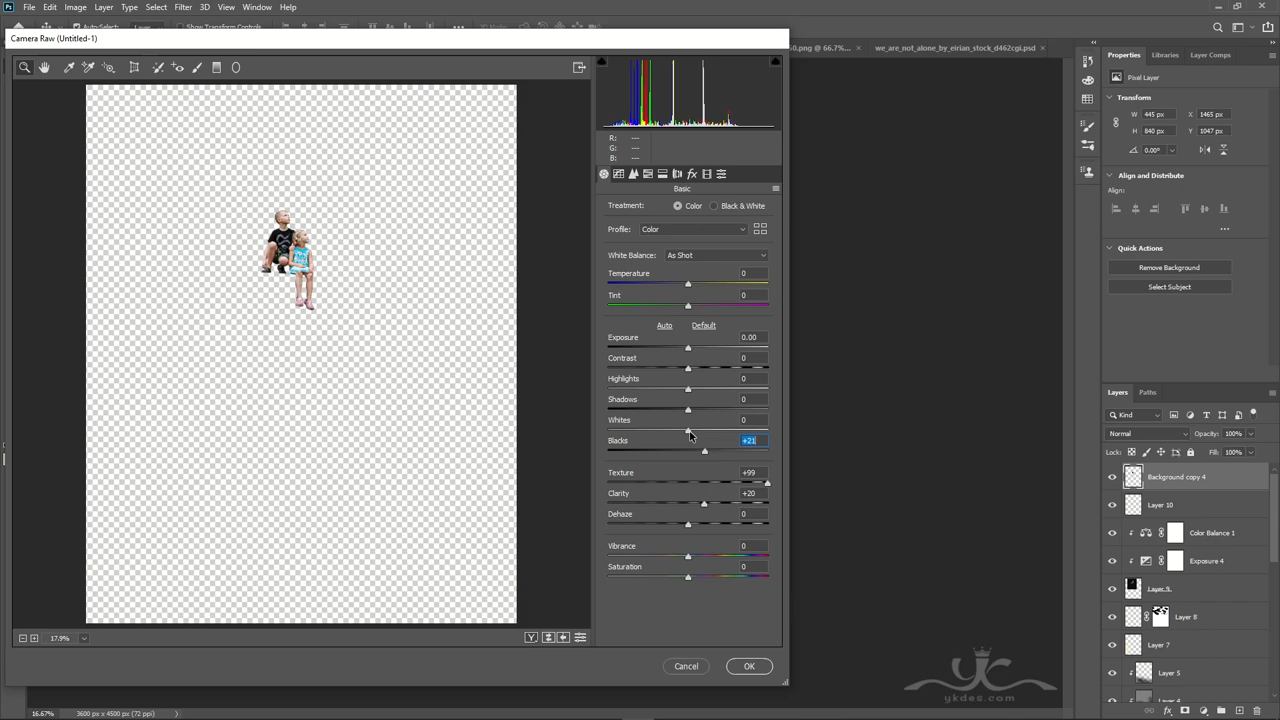 Ps File Edit Image Layer Type Select Filter 3D View Window Help
Camera Raw (Untitled-1)
50.png @ 66.7%... ×
we_are_not_alone_by_eirian_stock_d462cgi.psd ×
R: ---
G: ---
B: ---
Basic
Treatment: Color Black & White
Profile: Color
White Balance: As Shot
Temperature 0
Tint 0
Auto Default
Exposure 0.00
Contrast 0
Highlights 0
Shadows 0
Whites 0
Blacks +21
Texture +99
Clarity +20
Dehaze 0
Vibrance 0
Saturation 0
17.9%
Y
Cancel OK
16.67% 3600 px x 4500 px (72 ppi)
Properties Libraries Layer Comps
Pixel Layer
Transform
W 445 px X 1465 px
H 840 px Y 1047 px
0.00°
Align and Distribute
Align:
Quick Actions
Remove Background
Select Subject
Layers Paths
Kind
Normal Opacity: 100%
Lock: Fill: 100%
Background copy 4
Layer 10
Color Balance 1
Exposure 4
Layer 9
Layer 8
Layer 7
Layer 5
fx
ykdes.com